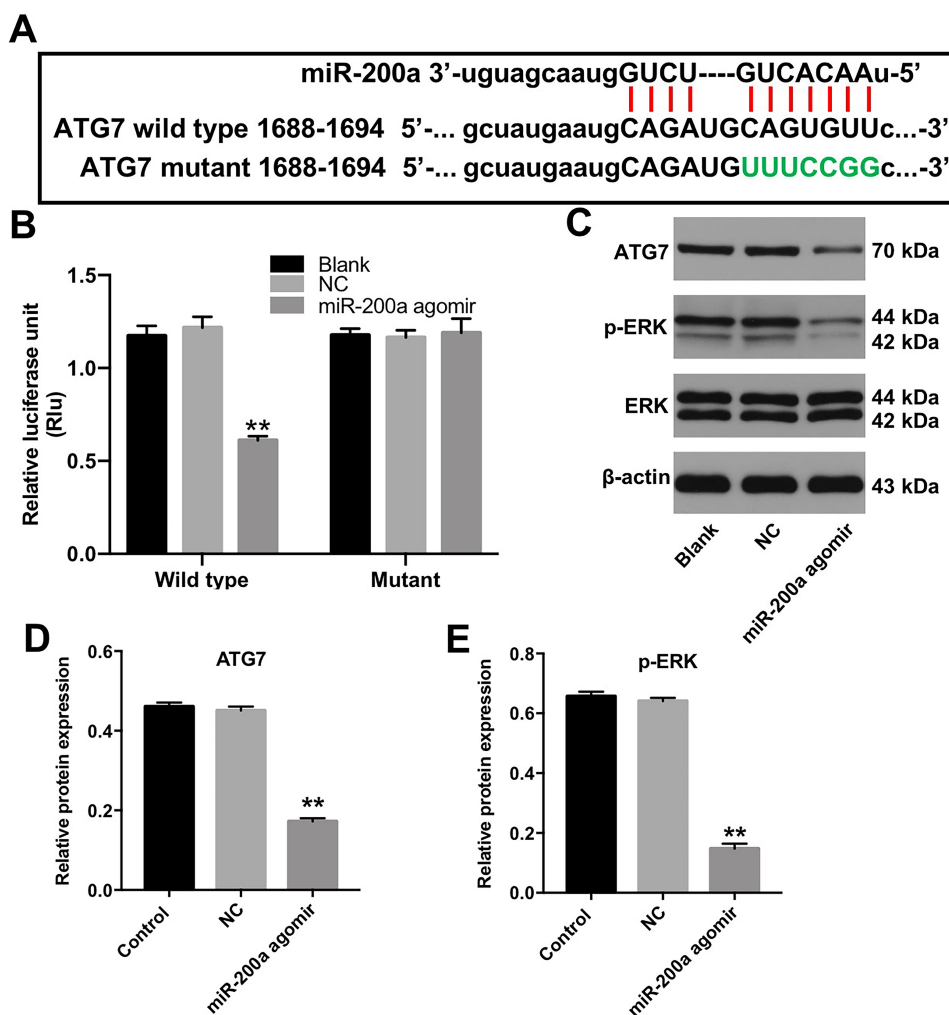 A
miR-200a 3’-uguagcaaugGUCU----GUCACAAu-5’
ATG7 wild type 1688-1694 5’-... gcuaugaaugCAGAUGCAGUGUUc...-3’
ATG7 mutant 1688-1694 5’-... gcuaugaaugCAGAUGUUUCCGGc...-3’
B
Blank
NC
miR-200a agomir
Relative luciferase unit
(Rlu)
1.5
1.0
0.5
0.0
**
Wild type
Mutant
C
ATG7
70 kDa
p-ERK
44 kDa
42 kDa
ERK
44 kDa
42 kDa
β-actin
43 kDa
Blank
NC
miR-200a agomir
D
ATG7
Relative protein expression
0.6
0.4
0.2
0.0
**
Control
NC
miR-200a agomir
E
p-ERK
Relative protein expression
0.8
0.6
0.4
0.2
0.0
**
Control
NC
miR-200a agomir